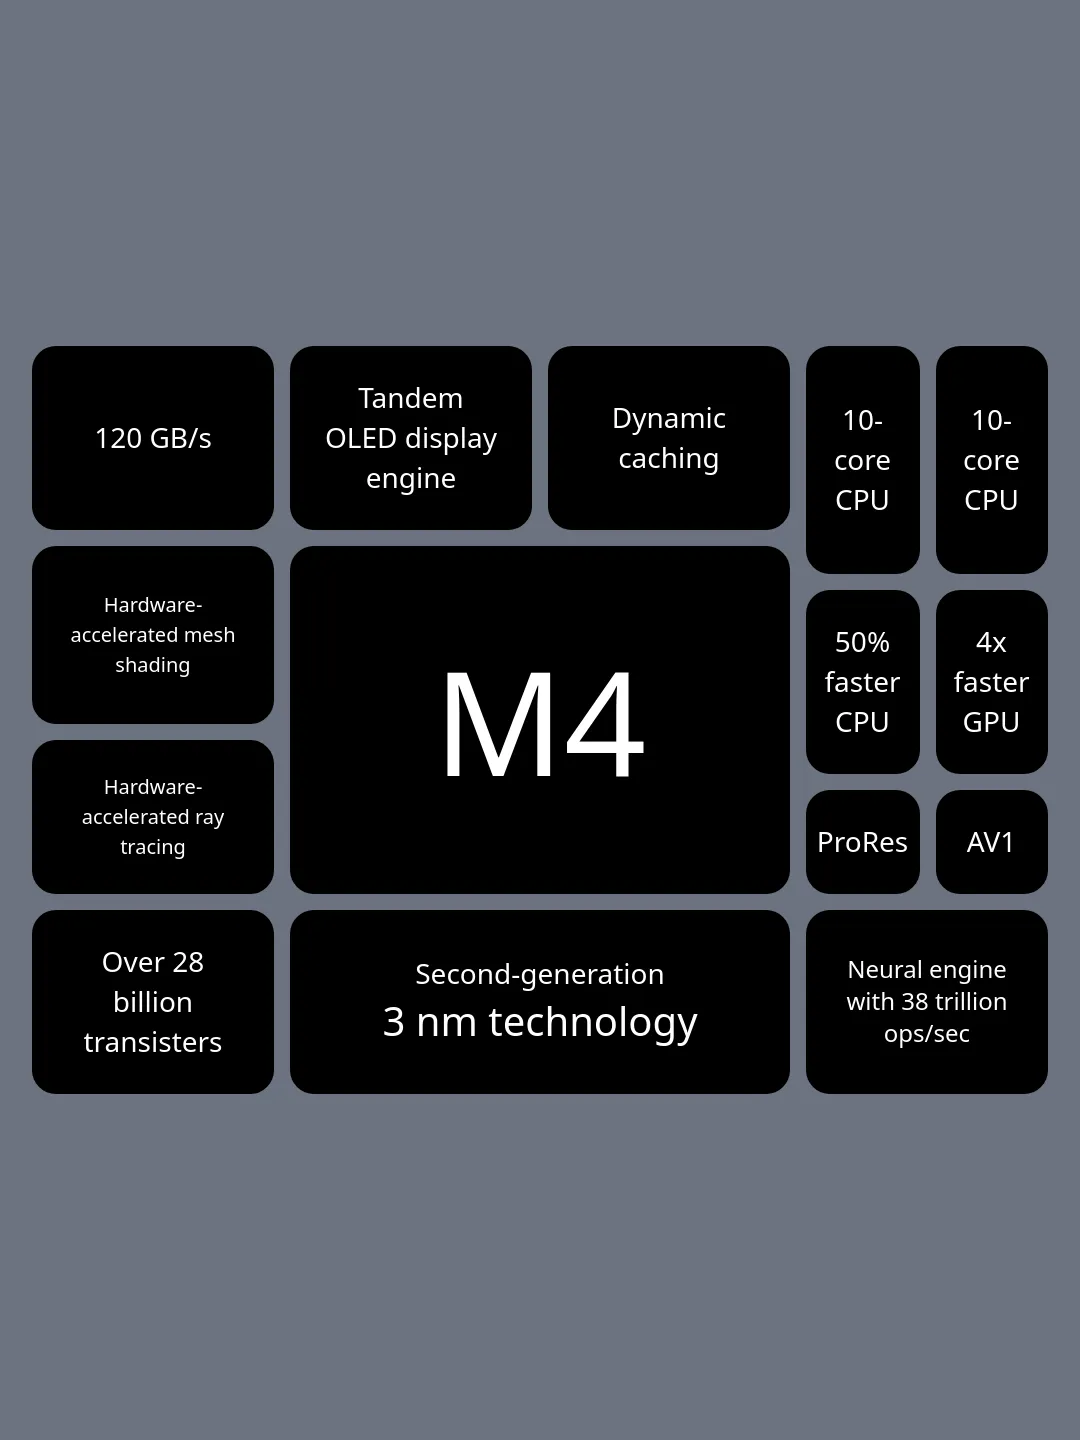 120 GB/s
Tandem
OLED display
engine
Dynamic
caching
10-
core
CPU
10-
core
CPU
Hardware-
accelerated mesh
shading
M4
50%
faster
CPU
4x
faster
GPU
Hardware-
accelerated ray
tracing
ProRes
AV1
Over 28
billion
transisters
Second-generation
3 nm technology
Neural engine
with 38 trillion
ops/sec